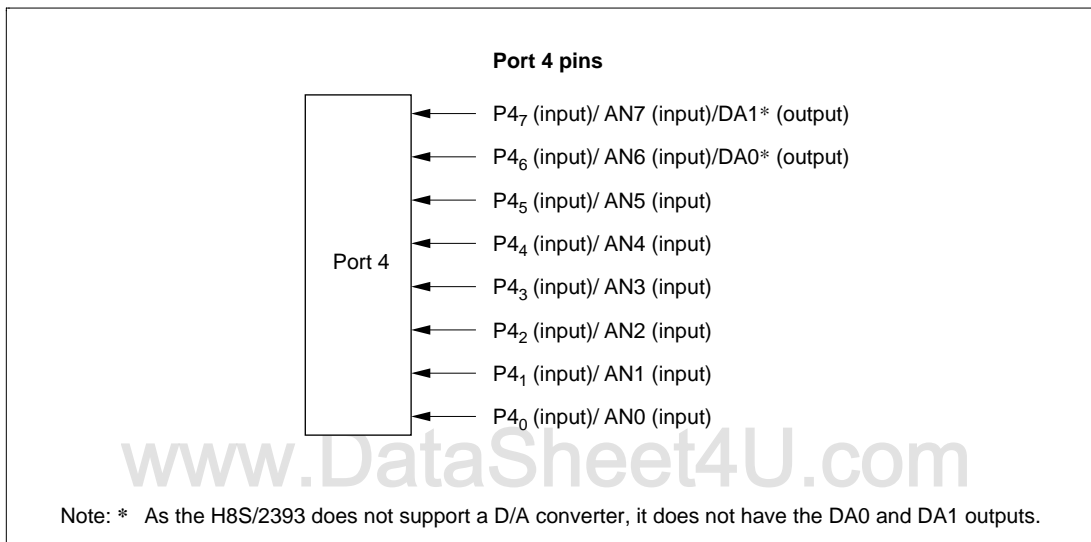 Port 4 pins
P4₇ (input)/ AN7 (input)/DA1* (output)
P4₆ (input)/ AN6 (input)/DA0* (output)
P4₅ (input)/ AN5 (input)
P4₄ (input)/ AN4 (input)
Port 4
P4₃ (input)/ AN3 (input)
P4₂ (input)/ AN2 (input)
P4₁ (input)/ AN1 (input)
P4₀ (input)/ AN0 (input)
www.DataSheet4U.com
Note: * As the H8S/2393 does not support a D/A converter, it does not have the DA0 and DA1 outputs.